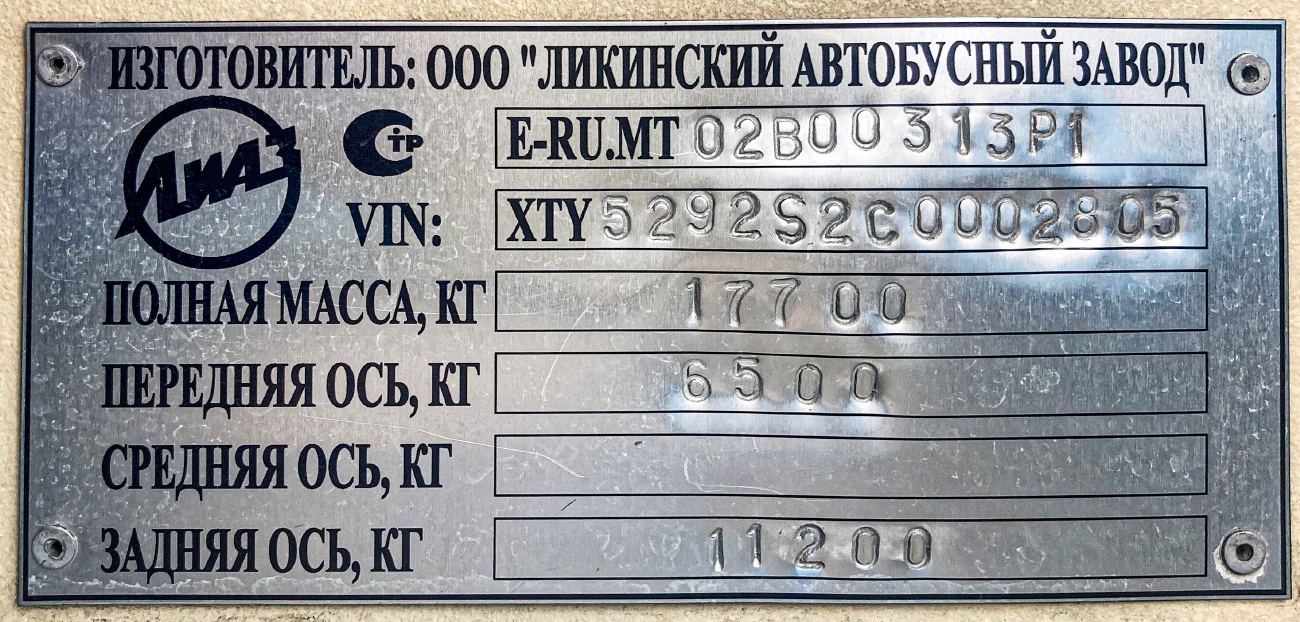 ИЗГОТОВИТЕЛЬ: ООО "ЛИКИНСКИЙ АВТОБУСНЫЙ ЗАВОД"
ЛиАЗ
СТР
E-RU.MT 02B00313P1
VIN: XTY5292S2C0002805
ПОЛНАЯ МАССА, КГ 17700
ПЕРЕДНЯЯ ОСЬ, КГ 6500
СРЕДНЯЯ ОСЬ, КГ
ЗАДНЯЯ ОСЬ, КГ 11200